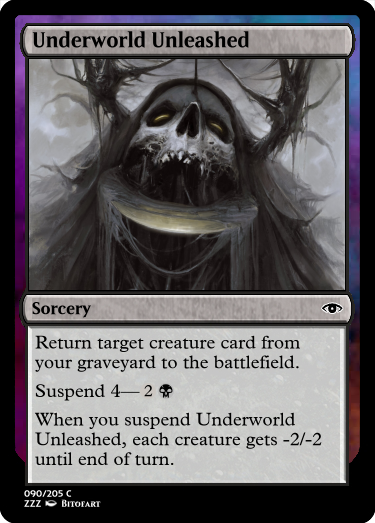 Underworld Unleashed
Sorcery
Return target creature card from
your graveyard to the battlefield.
Suspend 4— 2
When you suspend Underworld
Unleashed, each creature gets -2/-2
until end of turn.
090/205 C
ZZZ Bitofart